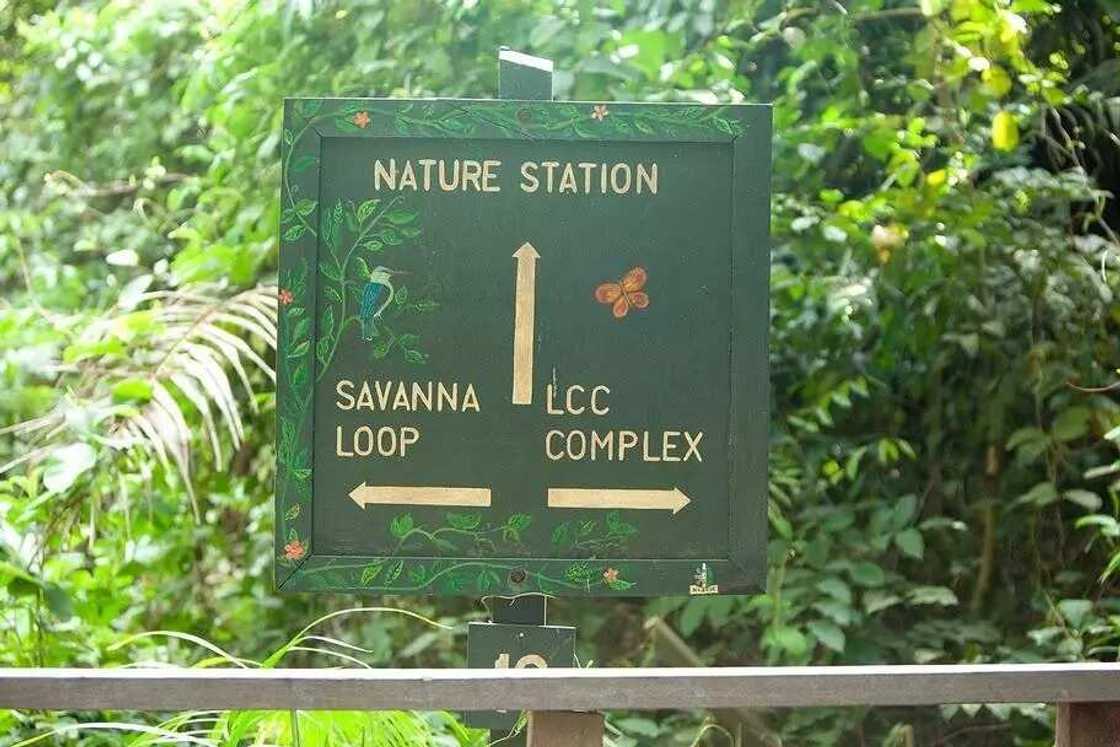 NATURE STATION
SAVANNA
LOOP
LCC
COMPLEX